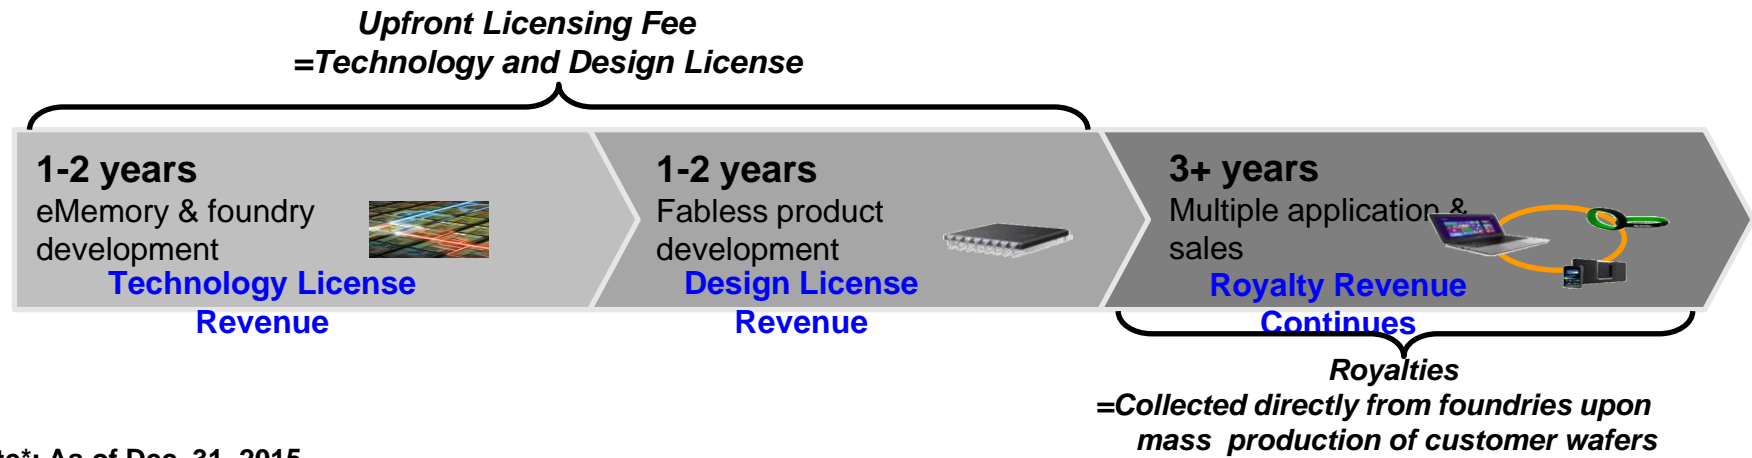 Upfront Licensing Fee
=Technology and Design License
1-2 years
eMemory & foundry
development
Technology License
Revenue
1-2 years
Fabless product
development
Design License
Revenue
3+ years
Multiple application &
sales
Royalty Revenue
Continues
Royalties
=Collected directly from foundries upon
mass production of customer wafers
As of Dec. 31, 2015